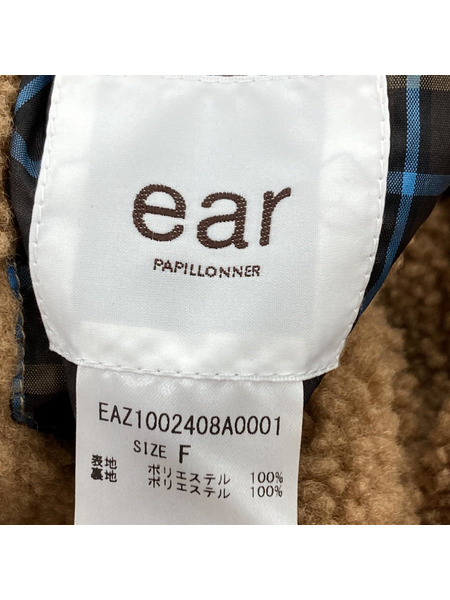 ear
PAPILLONNER
EAZ1002408A0001
SIZE F
表地 ポリエステル 100%
裏地 ポリエステル 100%